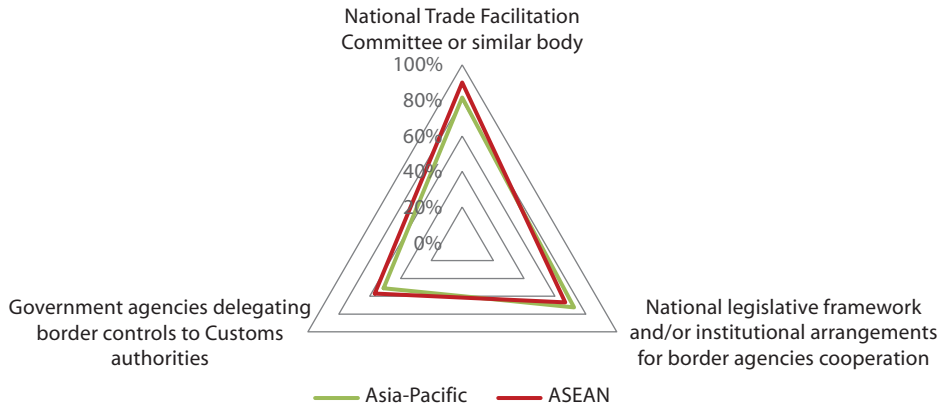 National Trade Facilitation
Committee or similar body
100%
80%
60%
40%
20%
0%
Government agencies delegating
border controls to Customs
authorities
National legislative framework
and/or institutional arrangements
for border agencies cooperation
Asia-Pacific
ASEAN